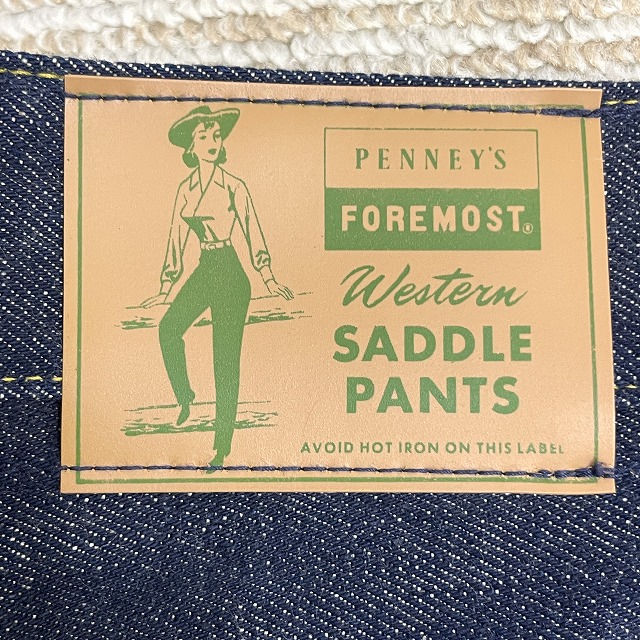 PENNEY'S
FOREMOST®
Western
SADDLE
PANTS
AVOID HOT IRON ON THIS LABEL